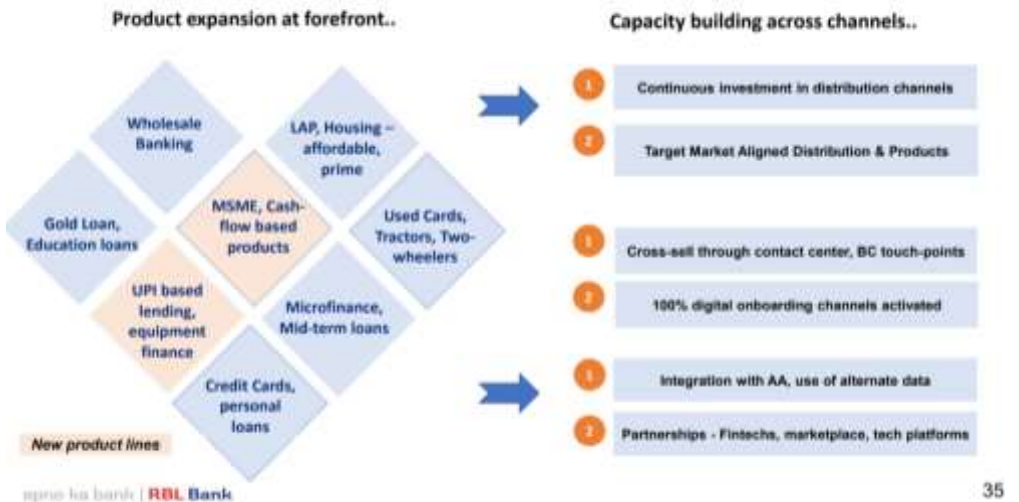 Product expansion at forefront..
Capacity building across channels..
Wholesale
Banking
LAP, Housing –
affordable,
prime
Gold Loan,
Education loans
MSME, Cash-
flow based
products
Used Cards,
Tractors, Two-
wheelers
UPI based
lending,
equipment
finance
Microfinance,
Mid-term loans
Credit Cards,
personal
loans
New product lines
1
Continuous investment in distribution channels
2
Target Market Aligned Distribution & Products
1
Cross-sell through contact center, BC touch-points
2
100% digital onboarding channels activated
1
Integration with AA, use of alternate data
2
Partnerships - Fintechs, marketplace, tech platforms
apno ka bank | RBL Bank
35